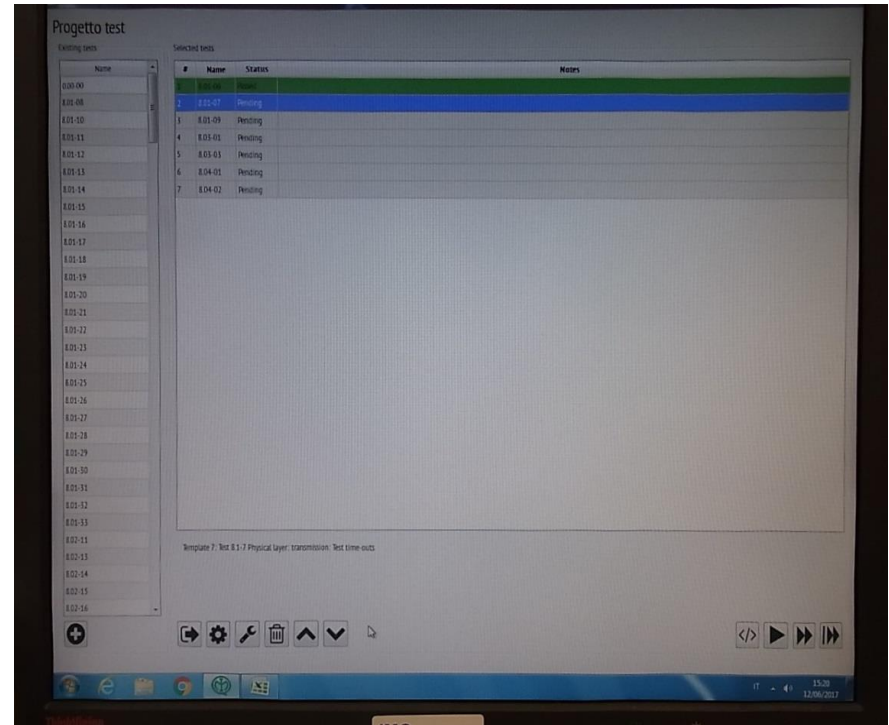 Progetto test
Existing tests
Selected tests
Name
# Name Status Notes
2 8.01-07 Pending
3 8.01-09 Pending
4 8.03-01 Pending
5 8.03-03 Pending
6 8.04-01 Pending
7 8.04-02 Pending
8.01-08
8.01-10
8.01-11
8.01-12
8.01-13
8.01-14
8.01-15
8.01-16
8.01-17
8.01-18
8.01-19
8.01-20
8.01-21
8.01-22
8.01-23
8.01-24
8.01-25
8.01-26
8.01-27
8.01-28
8.01-29
8.01-30
8.01-31
8.01-32
8.01-33
8.02-11
8.02-13
8.02-14
8.02-15
8.02-16
Template 7: Test 8.1-7 Physical layer: transmission: Test time-outs
</>
IT
15:20
12/06/2017